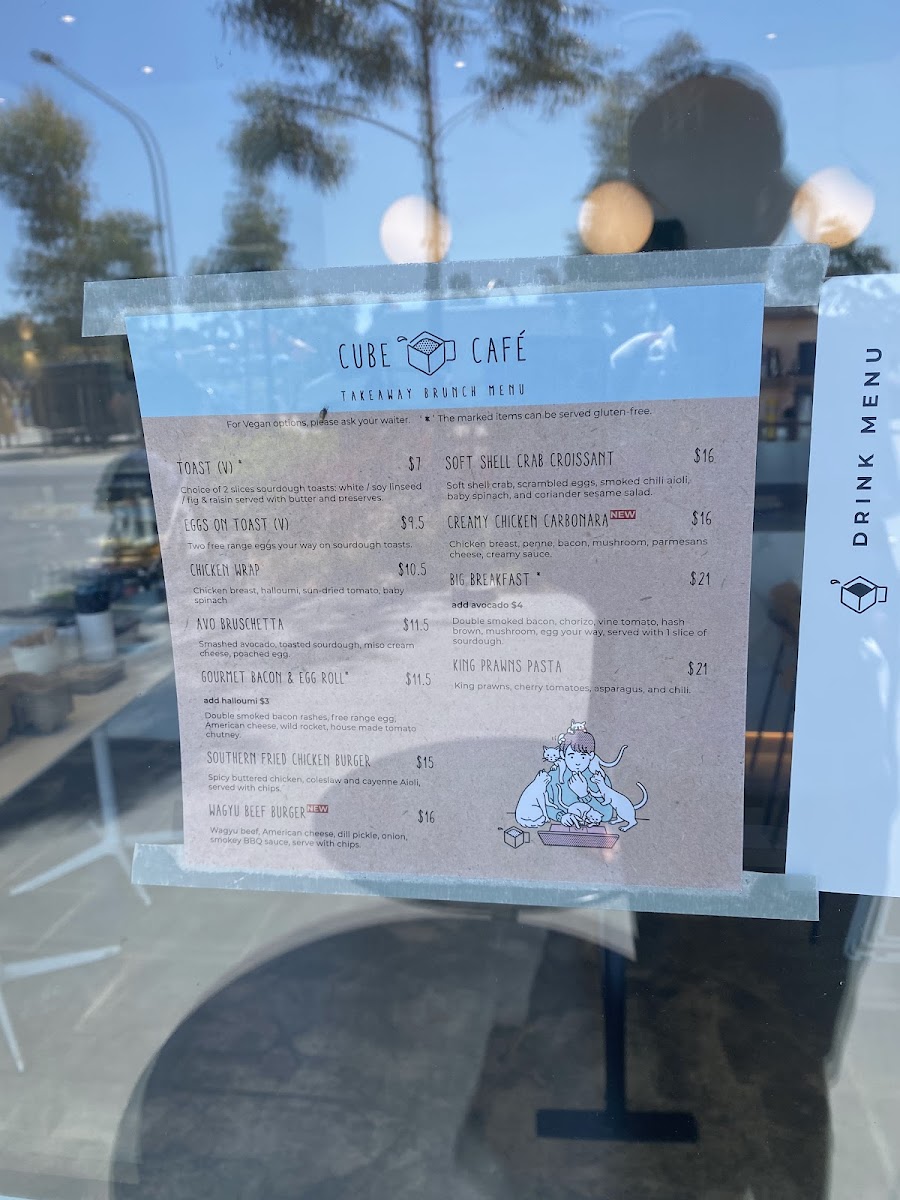 CUBE CAFÉ
TAKEAWAY BRUNCH MENU
For Vegan options, please ask your waiter. '*' The marked items can be served gluten-free.
TOAST (V) * $7
Choice of 2 slices sourdough toasts: white / soy linseed
/ fig & raisin served with butter and preserves.
EGGS ON TOAST (V) $9.5
Two free range eggs your way on sourdough toasts.
CHICKEN WRAP $10.5
Chicken breast, halloumi, sun-dried tomato, baby
spinach
AVO BRUSCHETTA $11.5
Smashed avocado, toasted sourdough, miso cream
cheese, poached egg.
GOURMET BACON & EGG ROLL* $11.5
add halloumi $3
Double smoked bacon rashes, free range egg,
American cheese, wild rocket, house made tomato
chutney.
SOUTHERN FRIED CHICKEN BURGER $15
Spicy buttered chicken, coleslaw and cayenne Aioli,
served with chips.
WAGYU BEEF BURGER NEW $16
Wagyu beef, American cheese, dill pickle, onion,
smokey BBQ sauce, serve with chips.
SOFT SHELL CRAB CROISSANT $16
Soft shell crab, scrambled eggs, smoked chili aioli,
baby spinach, and coriander sesame salad.
CREAMY CHICKEN CARBONARA NEW $16
Chicken breast, penne, bacon, mushroom, parmesans
cheese, creamy sauce.
BIG BREAKFAST * $21
add avocado $4
Double smoked bacon, chorizo, vine tomato, hash
brown, mushroom, egg your way, served with 1 slice of
sourdough.
KING PRAWNS PASTA $21
King prawns, cherry tomatoes, asparagus, and chili.
DRINK MENU